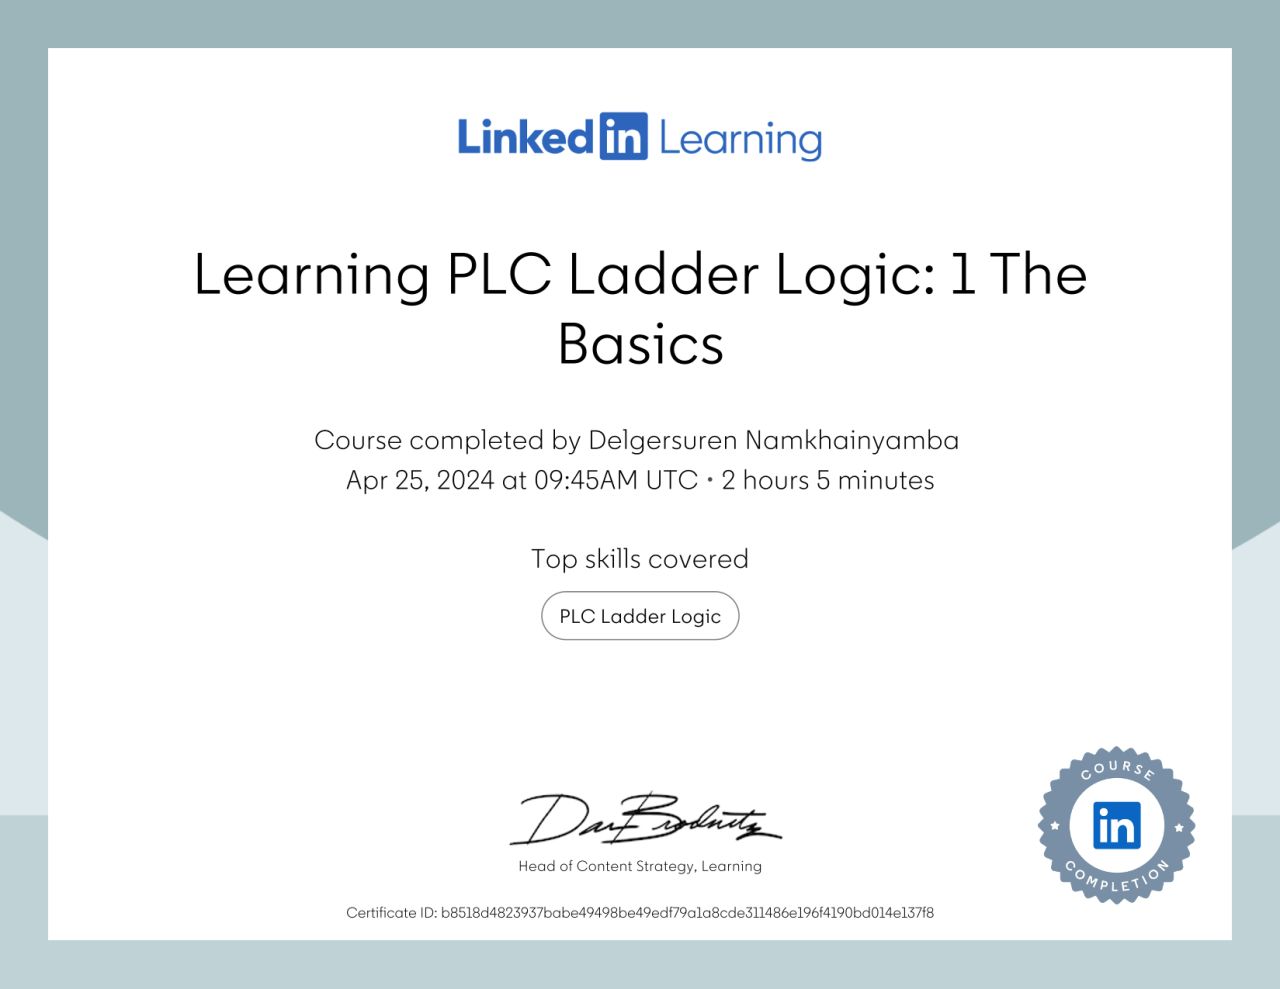 Linked in Learning
Learning PLC Ladder Logic: 1 The
Basics
Course completed by Delgersuren Namkhainyamba
Apr 25, 2024 at 09:45AM UTC • 2 hours 5 minutes
Top skills covered
PLC Ladder Logic
Dan Brodnitz
Head of Content Strategy, Learning
Certificate ID: b8518d4823937babe49498be49edf79a1a8cde311486e196f4190bd014e137f8
COURSE
in
COMPLETION